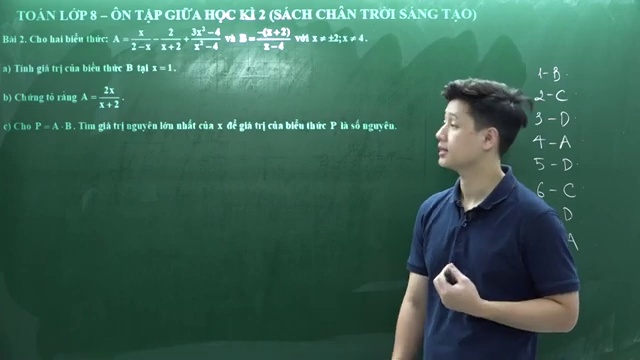 TOÁN LỚP 8 – ÔN TẬP GIỮA HỌC KÌ 2 (SÁCH CHÂN TRỜI SÁNG TẠO)
Bài 2. Cho hai biểu thức: A = x/(2−x) − 2/(x+2) + (3x²−4)/(x²−4) và B = −(x+2)/(x−4) với x ≠ ±2; x ≠ 4.
a) Tính giá trị của biểu thức B tại x = 1.
b) Chứng tỏ rằng A = 2x/(x+2).
c) Cho P = A · B. Tìm giá trị nguyên lớn nhất của x để giá trị của biểu thức P là số nguyên.
1-B
2-C
3-D
4-A
5-D
6-C
D
A